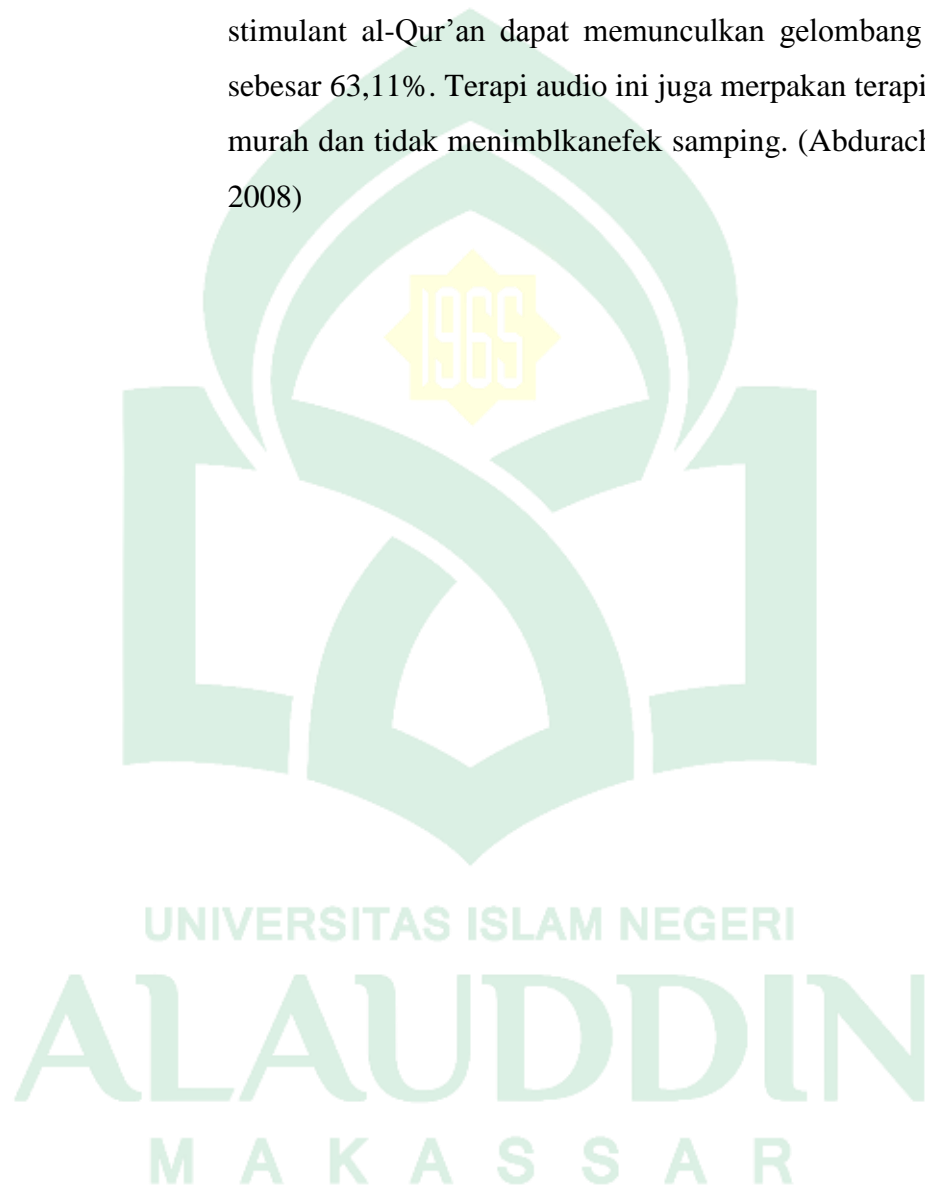 stimulant al-Qur’an dapat memunculkan gelombang
sebesar 63,11%. Terapi audio ini juga merpakan terapi
murah dan tidak menimblkanefek samping. (Abdurach
2008)
1965
UNIVERSITAS ISLAM NEGERI
ALAUDDIN
M A K A S S A R